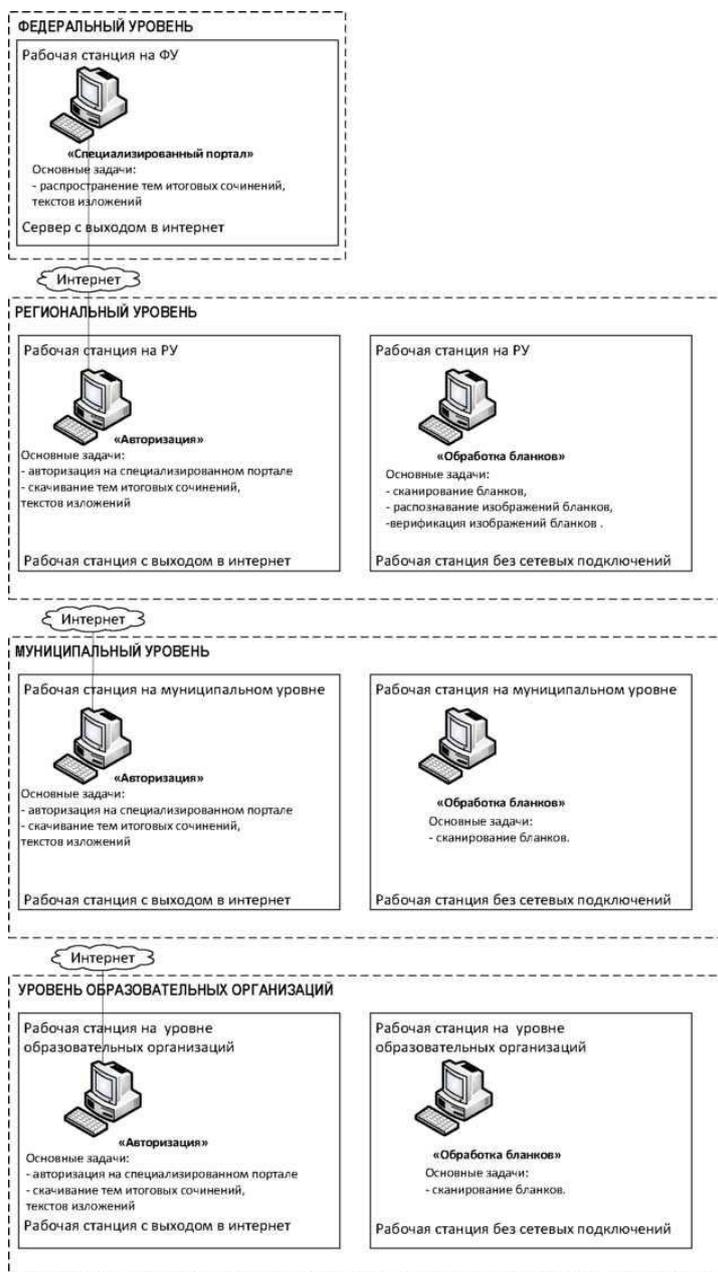 ФЕДЕРАЛЬНЫЙ УРОВЕНЬ
Рабочая станция на ФУ
«Специализированный портал»
Основные задачи:
- распространение тем итоговых сочинений,
текстов изложений
Сервер с выходом в интернет
Интернет
РЕГИОНАЛЬНЫЙ УРОВЕНЬ
Рабочая станция на РУ
«Авторизация»
Основные задачи:
- авторизация на специализированном портале
- скачивание тем итоговых сочинений,
текстов изложений
Рабочая станция с выходом в интернет
Рабочая станция на РУ
«Обработка бланков»
Основные задачи:
- сканирование бланков,
- распознавание изображений бланков,
-верификация изображений бланков .
Рабочая станция без сетевых подключений
Интернет
МУНИЦИПАЛЬНЫЙ УРОВЕНЬ
Рабочая станция на муниципальном уровне
«Авторизация»
Основные задачи:
- авторизация на специализированном портале
- скачивание тем итоговых сочинений,
текстов изложений
Рабочая станция с выходом в интернет
Рабочая станция на муниципальном уровне
«Обработка бланков»
Основные задачи:
- сканирование бланков.
Рабочая станция без сетевых подключений
Интернет
УРОВЕНЬ ОБРАЗОВАТЕЛЬНЫХ ОРГАНИЗАЦИЙ
Рабочая станция на уровне
образовательных организаций
«Авторизация»
Основные задачи:
- авторизация на специализированном портале
- скачивание тем итоговых сочинений,
текстов изложений
Рабочая станция с выходом в интернет
Рабочая станция на уровне
образовательных организаций
«Обработка бланков»
Основные задачи:
- сканирование бланков.
Рабочая станция без сетевых подключений